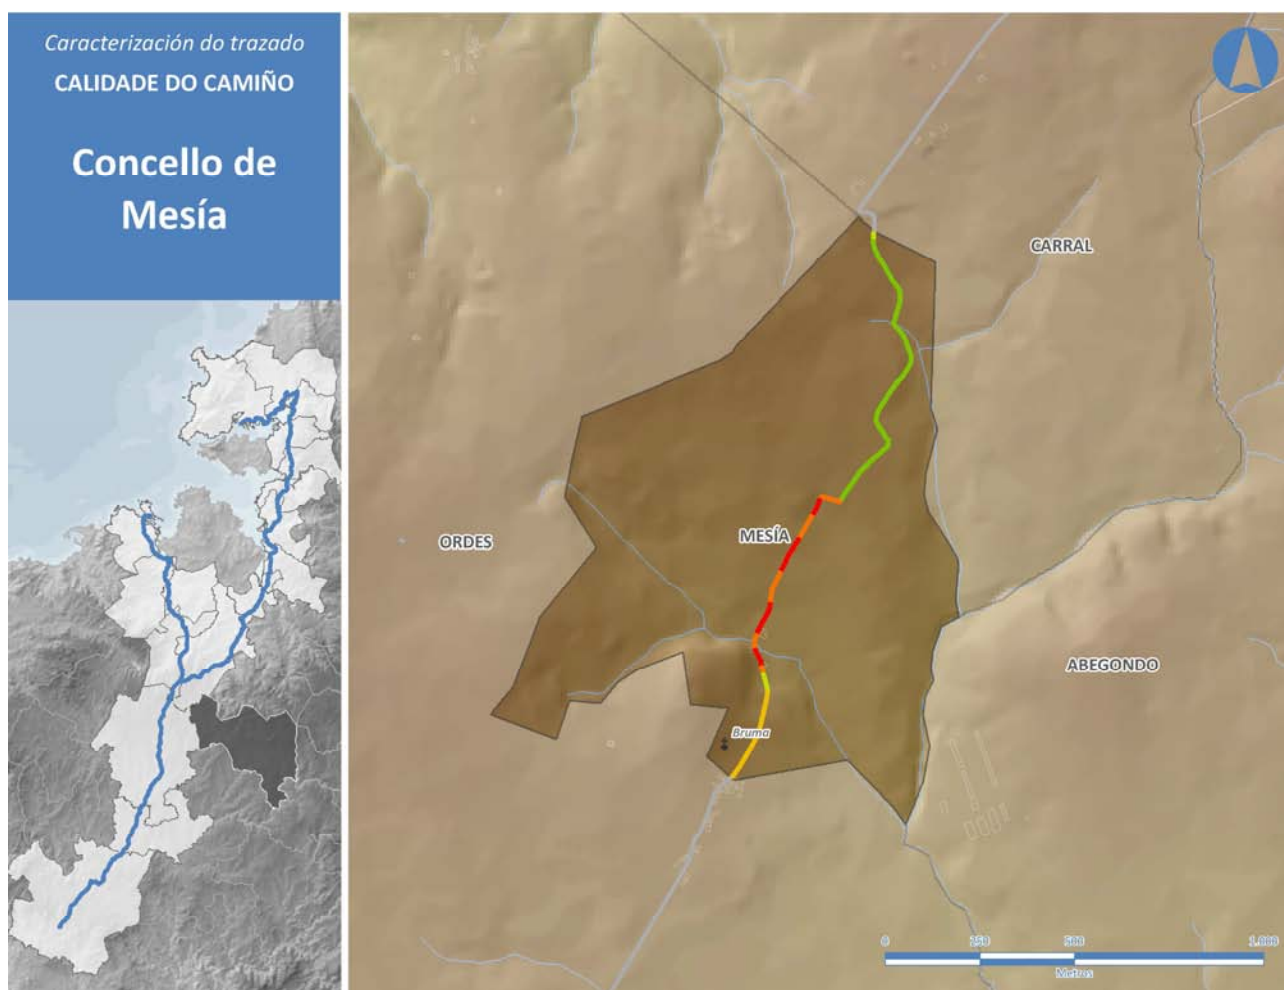 Caracterización do trazado
CALIDADE DO CAMIÑO
Concello de
Mesía
CARRAL
ORDES
MESÍA
ABEGONDO
Bruma
0 250 500 1.000
Metros